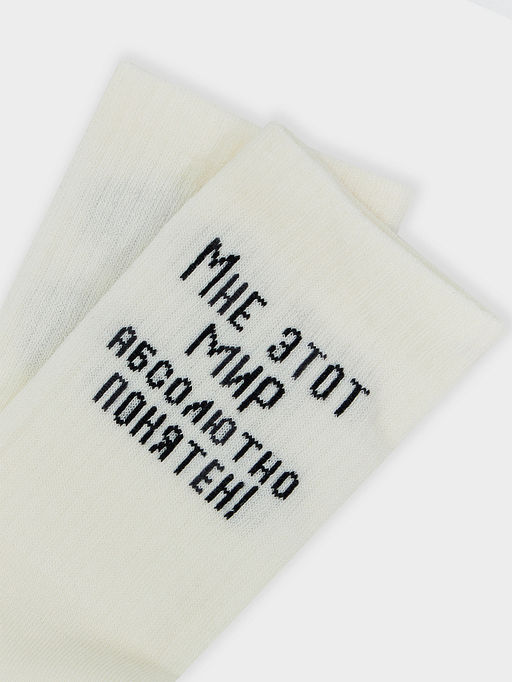 Мне этот
мир
абсолютно
понятен!